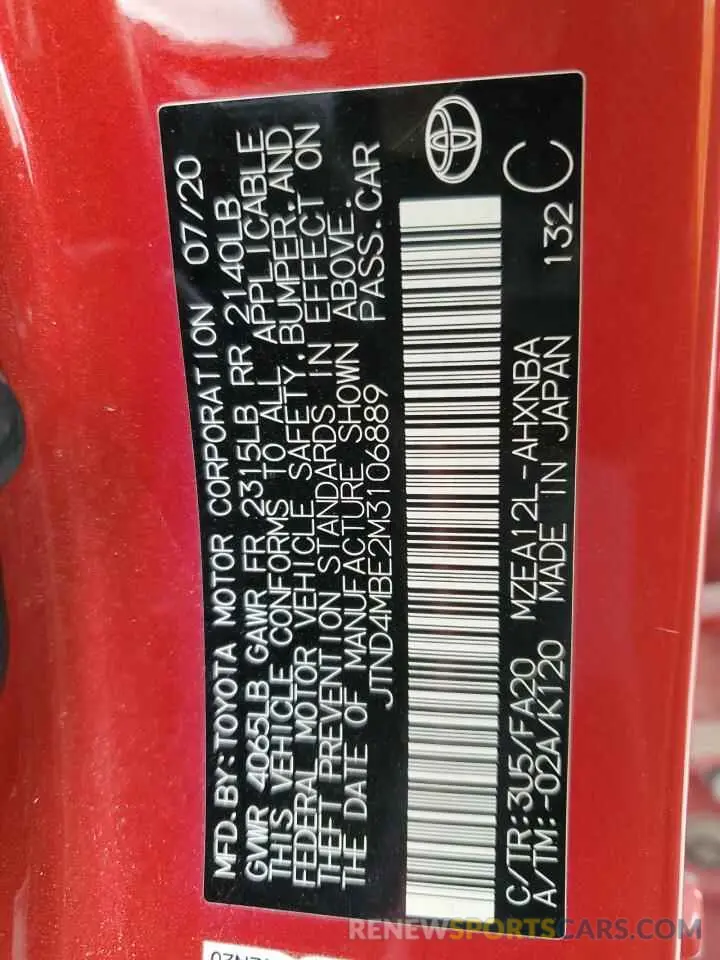 MFD. BY: TOYOTA MOTOR CORPORATION 07/20
GVWR 4065LB GAWR FR 2315LB RR 2140LB
THIS VEHICLE CONFORMS TO ALL APPLICABLE
FEDERAL MOTOR VEHICLE SAFETY, BUMPER, AND
THEFT PREVENTION STANDARDS IN EFFECT ON
THE DATE OF MANUFACTURE SHOWN ABOVE.
JTND4MBE2M3106889 PASS. CAR
C/TR:3U5/FA20 MZEA12L-AHXNBA 132 C
A/TM:-02A/K120 MADE IN JAPAN
RENEWSPORTSCARS.COM